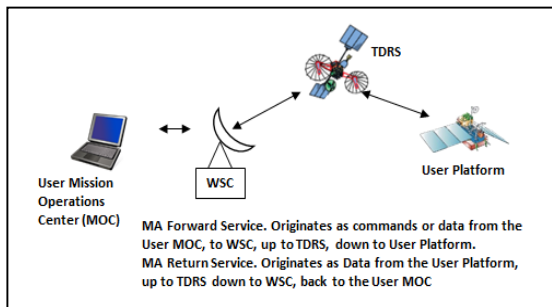 TDRS
WSC
User Mission
Operations
Center (MOC)
User Platform
MA Forward Service. Originates as commands or data from the
User MOC, to WSC, up to TDRS, down to User Platform.
MA Return Service. Originates as Data from the User Platform,
up to TDRS down to WSC, back to the User MOC